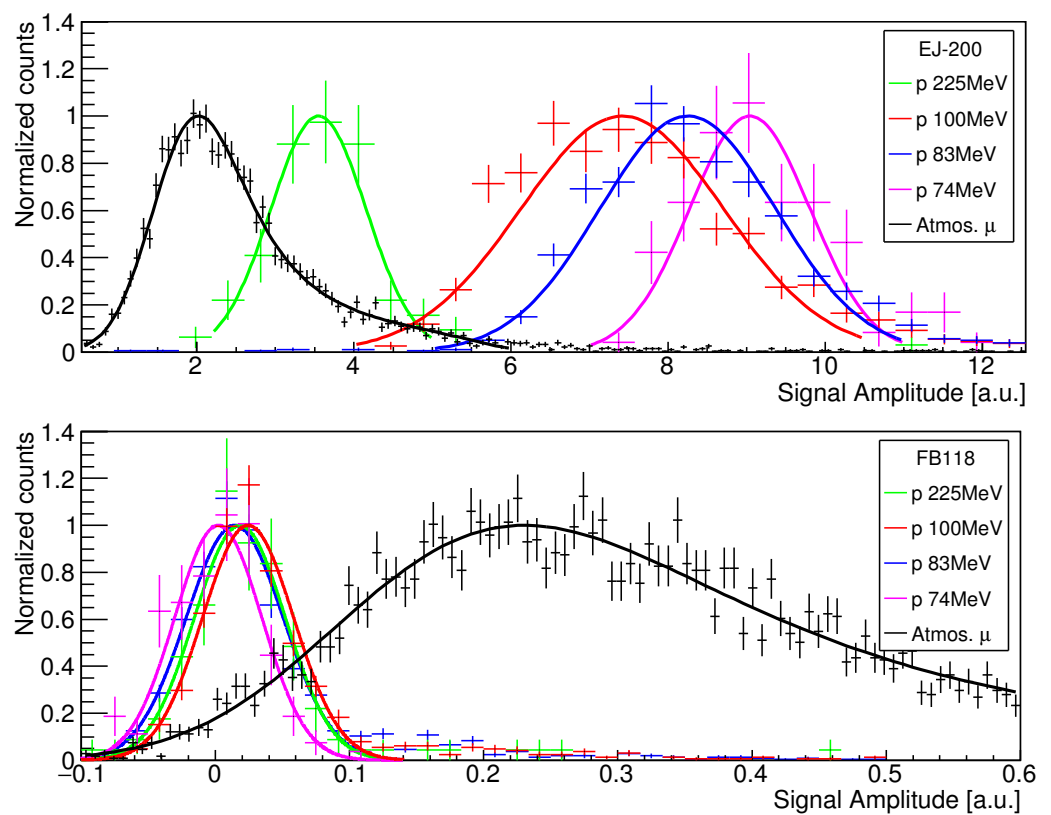 1.4
1.2
1
0.8
0.6
0.4
0.2
0
Normalized counts
2 4 6 8 10 12
Signal Amplitude [a.u.]
EJ-200
p 225MeV
p 100MeV
p 83MeV
p 74MeV
Atmos. μ
1.4
1.2
1
0.8
0.6
0.4
0.2
0
Normalized counts
−0.1 0 0.1 0.2 0.3 0.4 0.5 0.6
Signal Amplitude [a.u.]
FB118
p 225MeV
p 100MeV
p 83MeV
p 74MeV
Atmos. μ